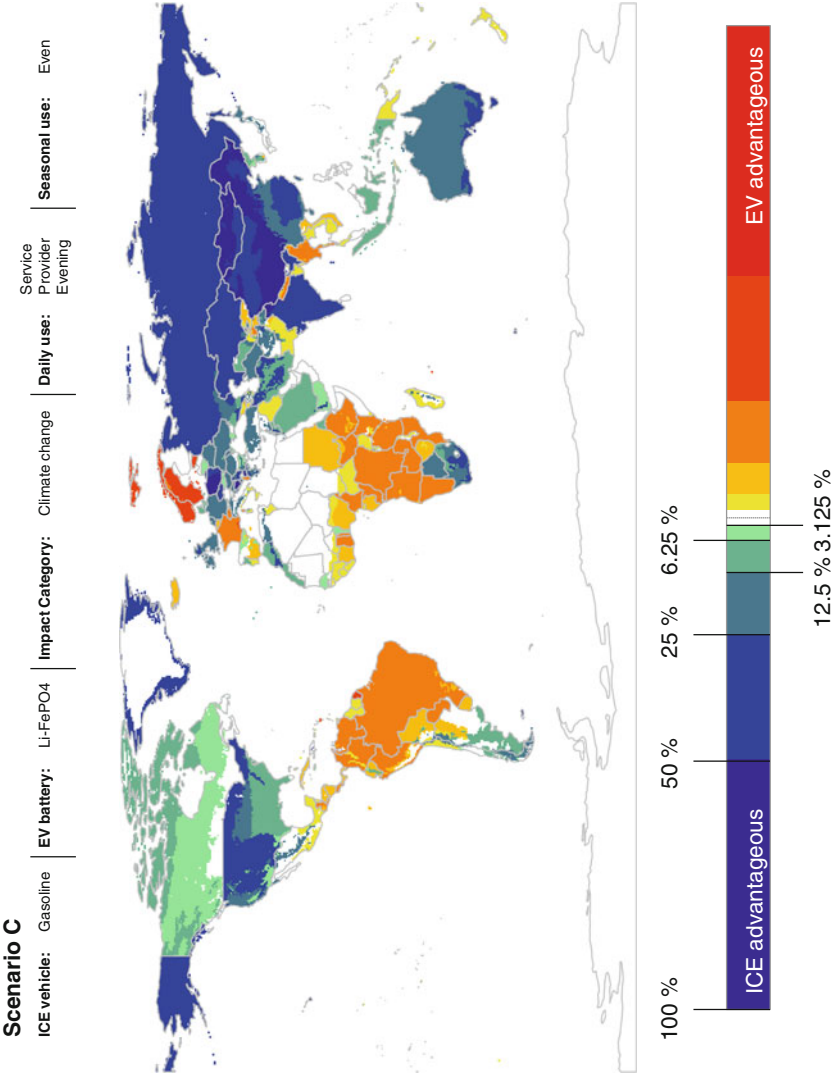 Scenario C
ICE vehicle: Gasoline
EV battery: Li-FePO4
Impact Category: Climate change
Daily use: Service Provider Evening
Seasonal use: Even
100 %
50 %
25 %
12.5 %
6.25 %
3.125 %
ICE advantageous
EV advantageous